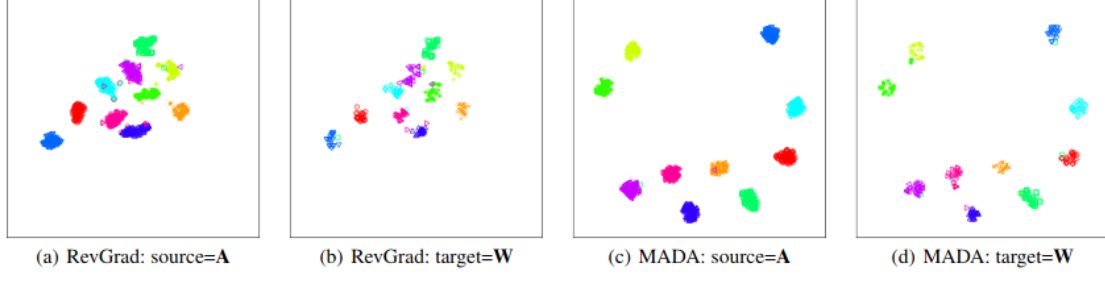 (a) RevGrad: source=A
(b) RevGrad: target=W
(c) MADA: source=A
(d) MADA: target=W